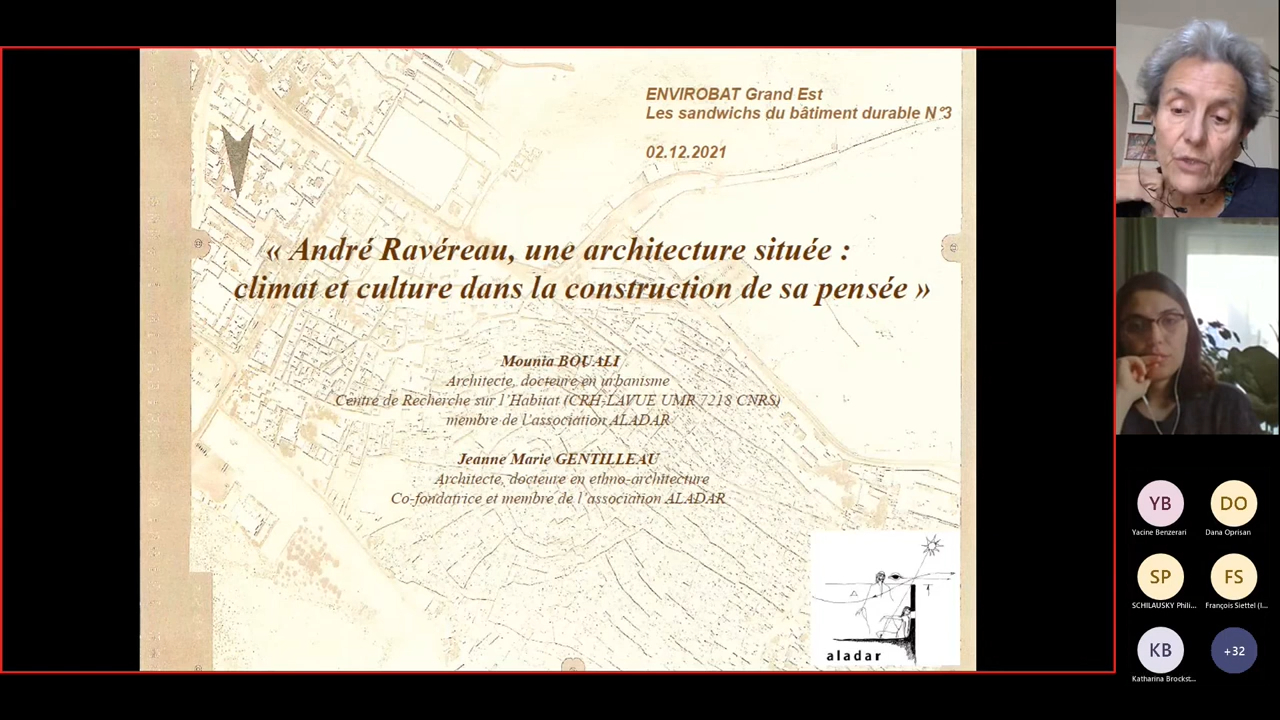 ENVIROBAT Grand Est
Les sandwichs du bâtiment durable N°3
02.12.2021
« André Ravéreau, une architecture située :
climat et culture dans la construction de sa pensée »
Mounia BOUALI
Architecte, docteure en urbanisme
Centre de Recherche sur l'Habitat (CRH-LAVUE UMR 7218 CNRS)
membre de l'association ALADAR
Jeanne Marie GENTILLEAU
Architecte, docteure en ethno-architecture
Co-fondatrice et membre de l'association ALADAR
aladar
YB
DO
Yacine Benzerari
Dana Oprisan
SP
FS
SCHILAUSKY Phili...
François Siettel (I...
KB
+32
Katharina Brockst...